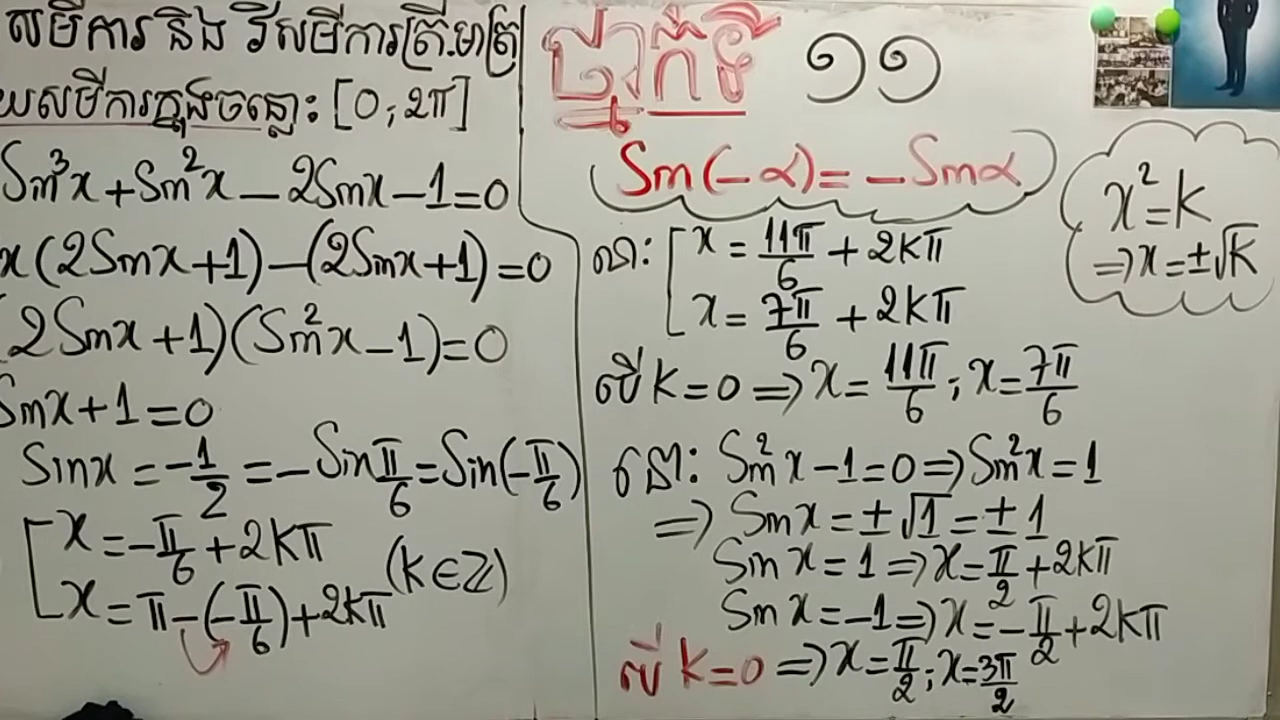 សមីការ និង វិសមីការត្រីមាត្រ
យសមីការក្នុងចន្លោះ [0; 2π]
Sin³x + Sin²x − 2Sinx − 1 = 0
x(2Sinx+1) − (2Sinx+1) = 0
2Sinx+1)(Sin²x−1) = 0
Sinx+1 = 0
Sinx = −1/2 = −Sin π/6 = Sin(−π/6)
[ x = −π/6 + 2kπ
x = π − (−π/6) + 2kπ (k∈ℤ)
ថ្នាក់ទី ១១
Sin(−α) = −Sinα
x² = k
⇒ x = ±√k
នោះ: [ x = 11π/6 + 2kπ
x = 7π/6 + 2kπ
បើ k = 0 ⇒ x = 11π/6 ; x = 7π/6
Sin²x − 1 = 0 ⇒ Sin²x = 1
⇒ Sinx = ±√1 = ±1
Sinx = 1 ⇒ x = π/2 + 2kπ
Sinx = −1 ⇒ x = −π/2 + 2kπ
បើ k = 0 ⇒ x = π/2 ; x = 3π/2